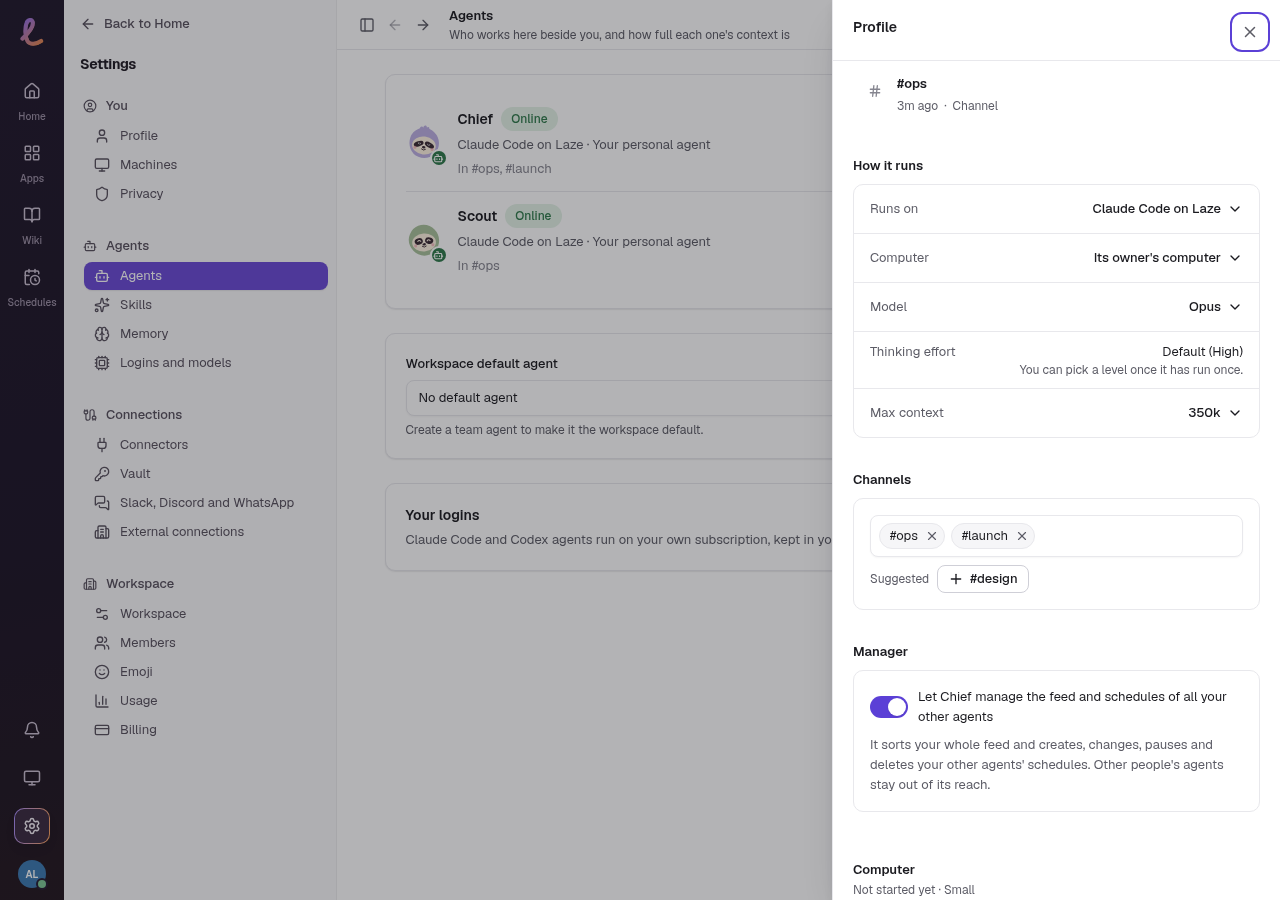 Back to Home
Settings
You
Profile
Machines
Privacy
Agents
Agents
Skills
Memory
Logins and models
Connections
Connectors
Vault
Slack, Discord and WhatsApp
External connections
Workspace
Workspace
Members
Emoji
Usage
Billing
Home
Apps
Wiki
Schedules
AL
Agents
Who works here beside you, and how full each one's context is
Chief Online
Claude Code on Laze · Your personal agent
In #ops, #launch
Scout Online
Claude Code on Laze · Your personal agent
In #ops
Workspace default agent
No default agent
Create a team agent to make it the workspace default.
Your logins
Claude Code and Codex agents run on your own subscription, kept in yo
Profile
#ops
3m ago · Channel
How it runs
Runs on Claude Code on Laze
Computer Its owner's computer
Model Opus
Thinking effort Default (High)
You can pick a level once it has run once.
Max context 350k
Channels
#ops #launch
Suggested #design
Manager
Let Chief manage the feed and schedules of all your
other agents
It sorts your whole feed and creates, changes, pauses and
deletes your other agents' schedules. Other people's agents
stay out of its reach.
Computer
Not started yet · Small